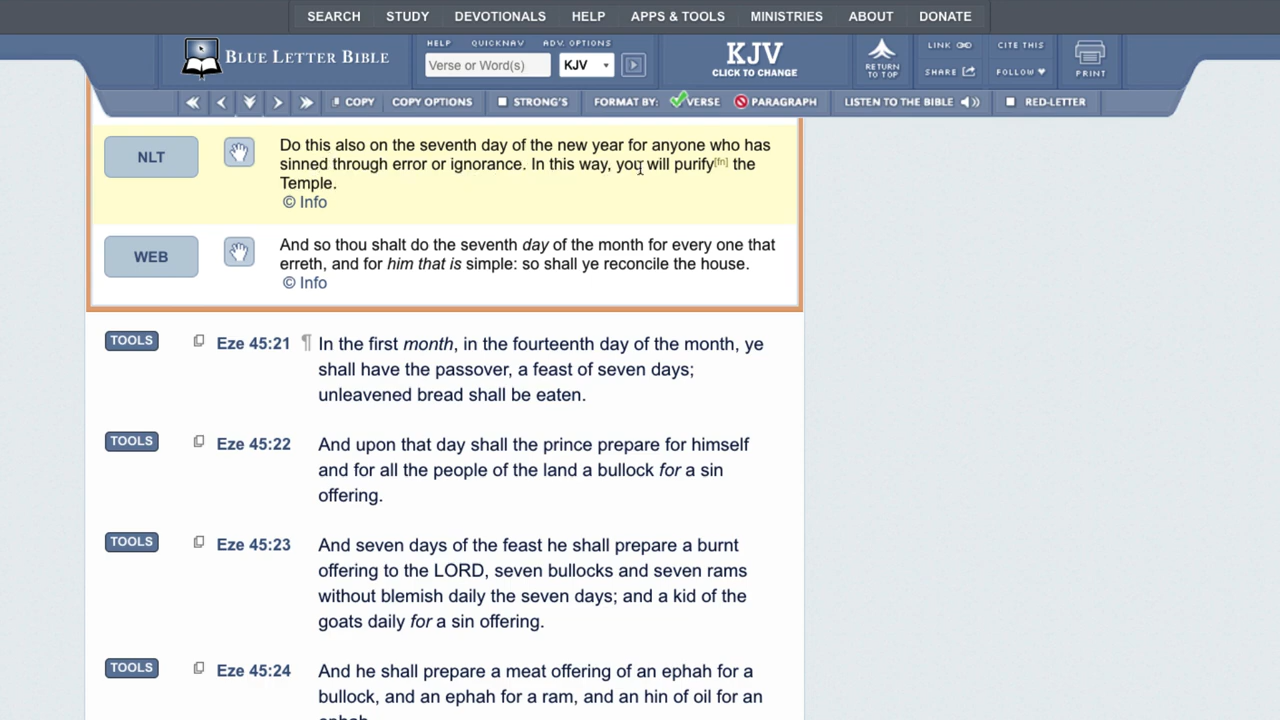 SEARCH STUDY DEVOTIONALS HELP APPS & TOOLS MINISTRIES ABOUT DONATE
BLUE LETTER BIBLE
HELP QUICKNAV ADV. OPTIONS
Verse or Word(s) KJV
KJV
CLICK TO CHANGE
RETURN
TO TOP
LINK CITE THIS
SHARE FOLLOW
PRINT
COPY COPY OPTIONS STRONG'S FORMAT BY: VERSE PARAGRAPH LISTEN TO THE BIBLE RED-LETTER
NLT
Do this also on the seventh day of the new year for anyone who has
sinned through error or ignorance. In this way, you will purify[fn] the
Temple.
© Info
WEB
And so thou shalt do the seventh day of the month for every one that
erreth, and for him that is simple: so shall ye reconcile the house.
© Info
TOOLS Eze 45:21 ¶ In the first month, in the fourteenth day of the month, ye
shall have the passover, a feast of seven days;
unleavened bread shall be eaten.
TOOLS Eze 45:22 And upon that day shall the prince prepare for himself
and for all the people of the land a bullock for a sin
offering.
TOOLS Eze 45:23 And seven days of the feast he shall prepare a burnt
offering to the LORD, seven bullocks and seven rams
without blemish daily the seven days; and a kid of the
goats daily for a sin offering.
TOOLS Eze 45:24 And he shall prepare a meat offering of an ephah for a
bullock, and an ephah for a ram, and an hin of oil for an
ephah.